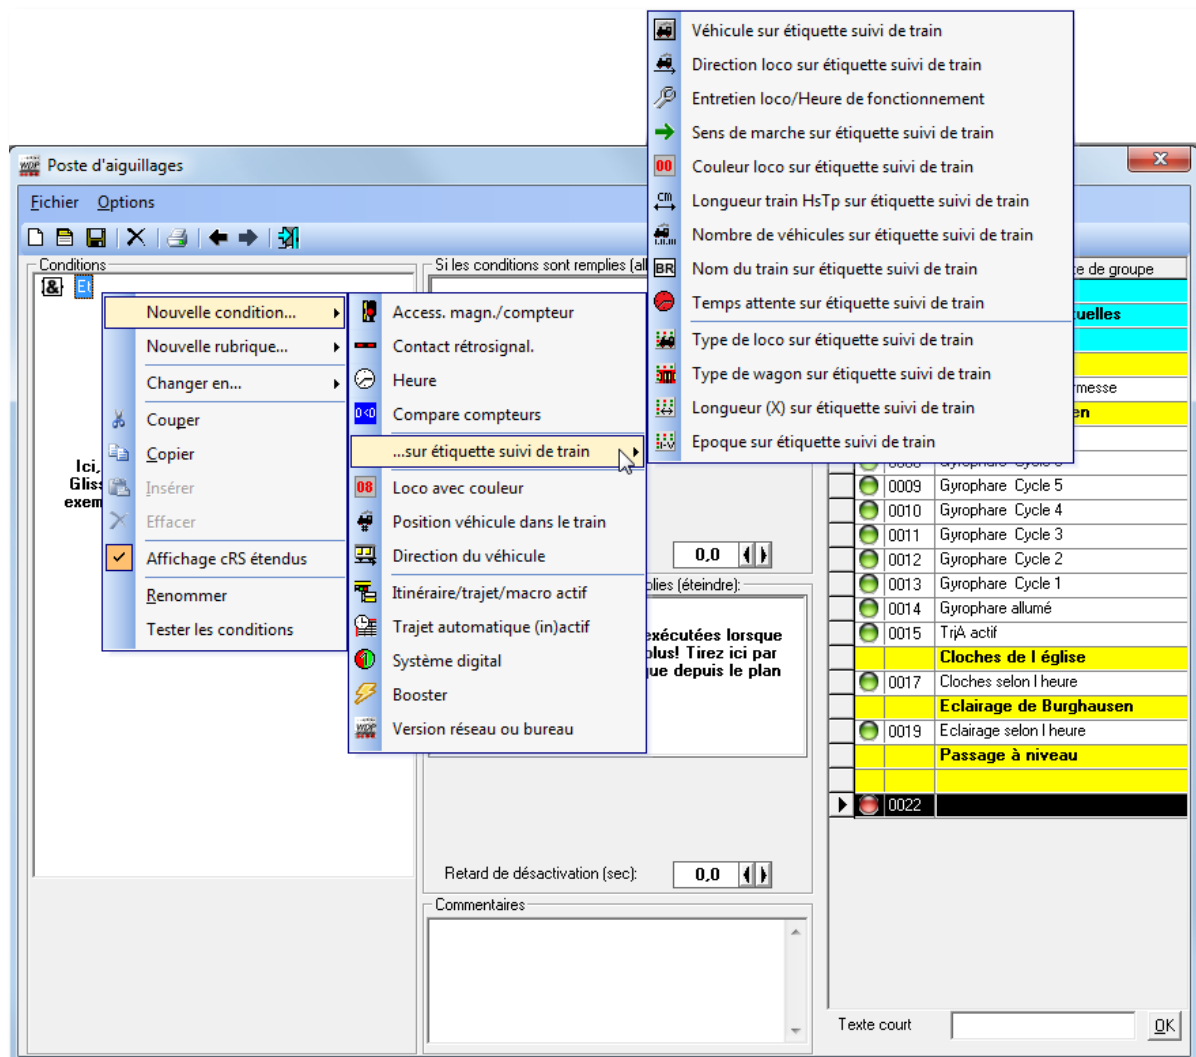 Véhicule sur étiquette suivi de train
Direction loco sur étiquette suivi de train
Entretien loco/Heure de fonctionnement
Sens de marche sur étiquette suivi de train
00 Couleur loco sur étiquette suivi de train
cm Longueur train HsTp sur étiquette suivi de train
Nombre de véhicules sur étiquette suivi de train
BR Nom du train sur étiquette suivi de train
Temps attente sur étiquette suivi de train
Type de loco sur étiquette suivi de train
Type de wagon sur étiquette suivi de train
Longueur (X) sur étiquette suivi de train
Epoque sur étiquette suivi de train
Poste d'aiguillages
Fichier Options
Conditions
& Et
Nouvelle condition...
Nouvelle rubrique...
Changer en...
Couper
Copier
Insérer
Effacer
Affichage cRS étendus
Renommer
Tester les conditions
Ici,
exem
Access. magn./compteur
Contact rétrosignal.
Heure
0<0 Compare compteurs
...sur étiquette suivi de train
08 Loco avec couleur
Position véhicule dans le train
Direction du véhicule
Itinéraire/trajet/macro actif
Trajet automatique (in)actif
Système digital
Booster
Version réseau ou bureau
Si les conditions sont remplies (al
0,0
plies (éteindre):
exécutées lorsque
plus! Tirez ici par
que depuis le plan
Retard de désactivation (sec): 0,0
Commentaires
te de groupe
tuelles
rmesse
en
0009 Gyrophare Cycle 5
0010 Gyrophare Cycle 4
0011 Gyrophare Cycle 3
0012 Gyrophare Cycle 2
0013 Gyrophare Cycle 1
0014 Gyrophare allumé
0015 TrjA actif
Cloches de l église
0017 Cloches selon l heure
Eclairage de Burghausen
0019 Eclairage selon l heure
Passage à niveau
0022
Texte court OK